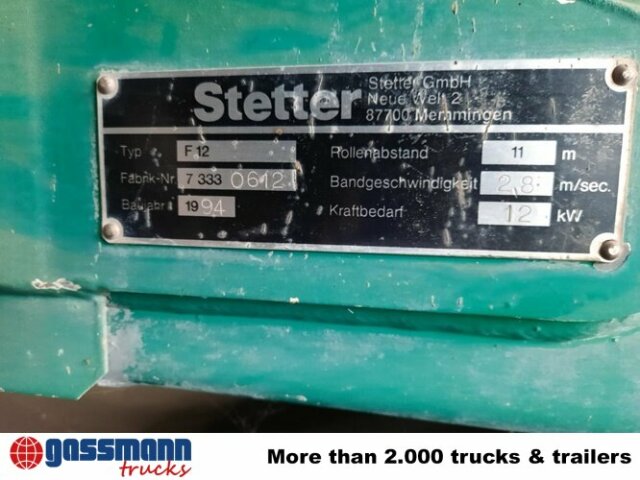 Stetter
Stetter GmbH
Neue Welt 2
87700 Memmingen
Typ F 12
Fabrik-Nr. 7 333 0612
Baujahr 1994
Rollenabstand 11 m
Bandgeschwindigkeit 2,8 m/sec.
Kraftbedarf 12 kW
gassmann
trucks
More than 2.000 trucks & trailers